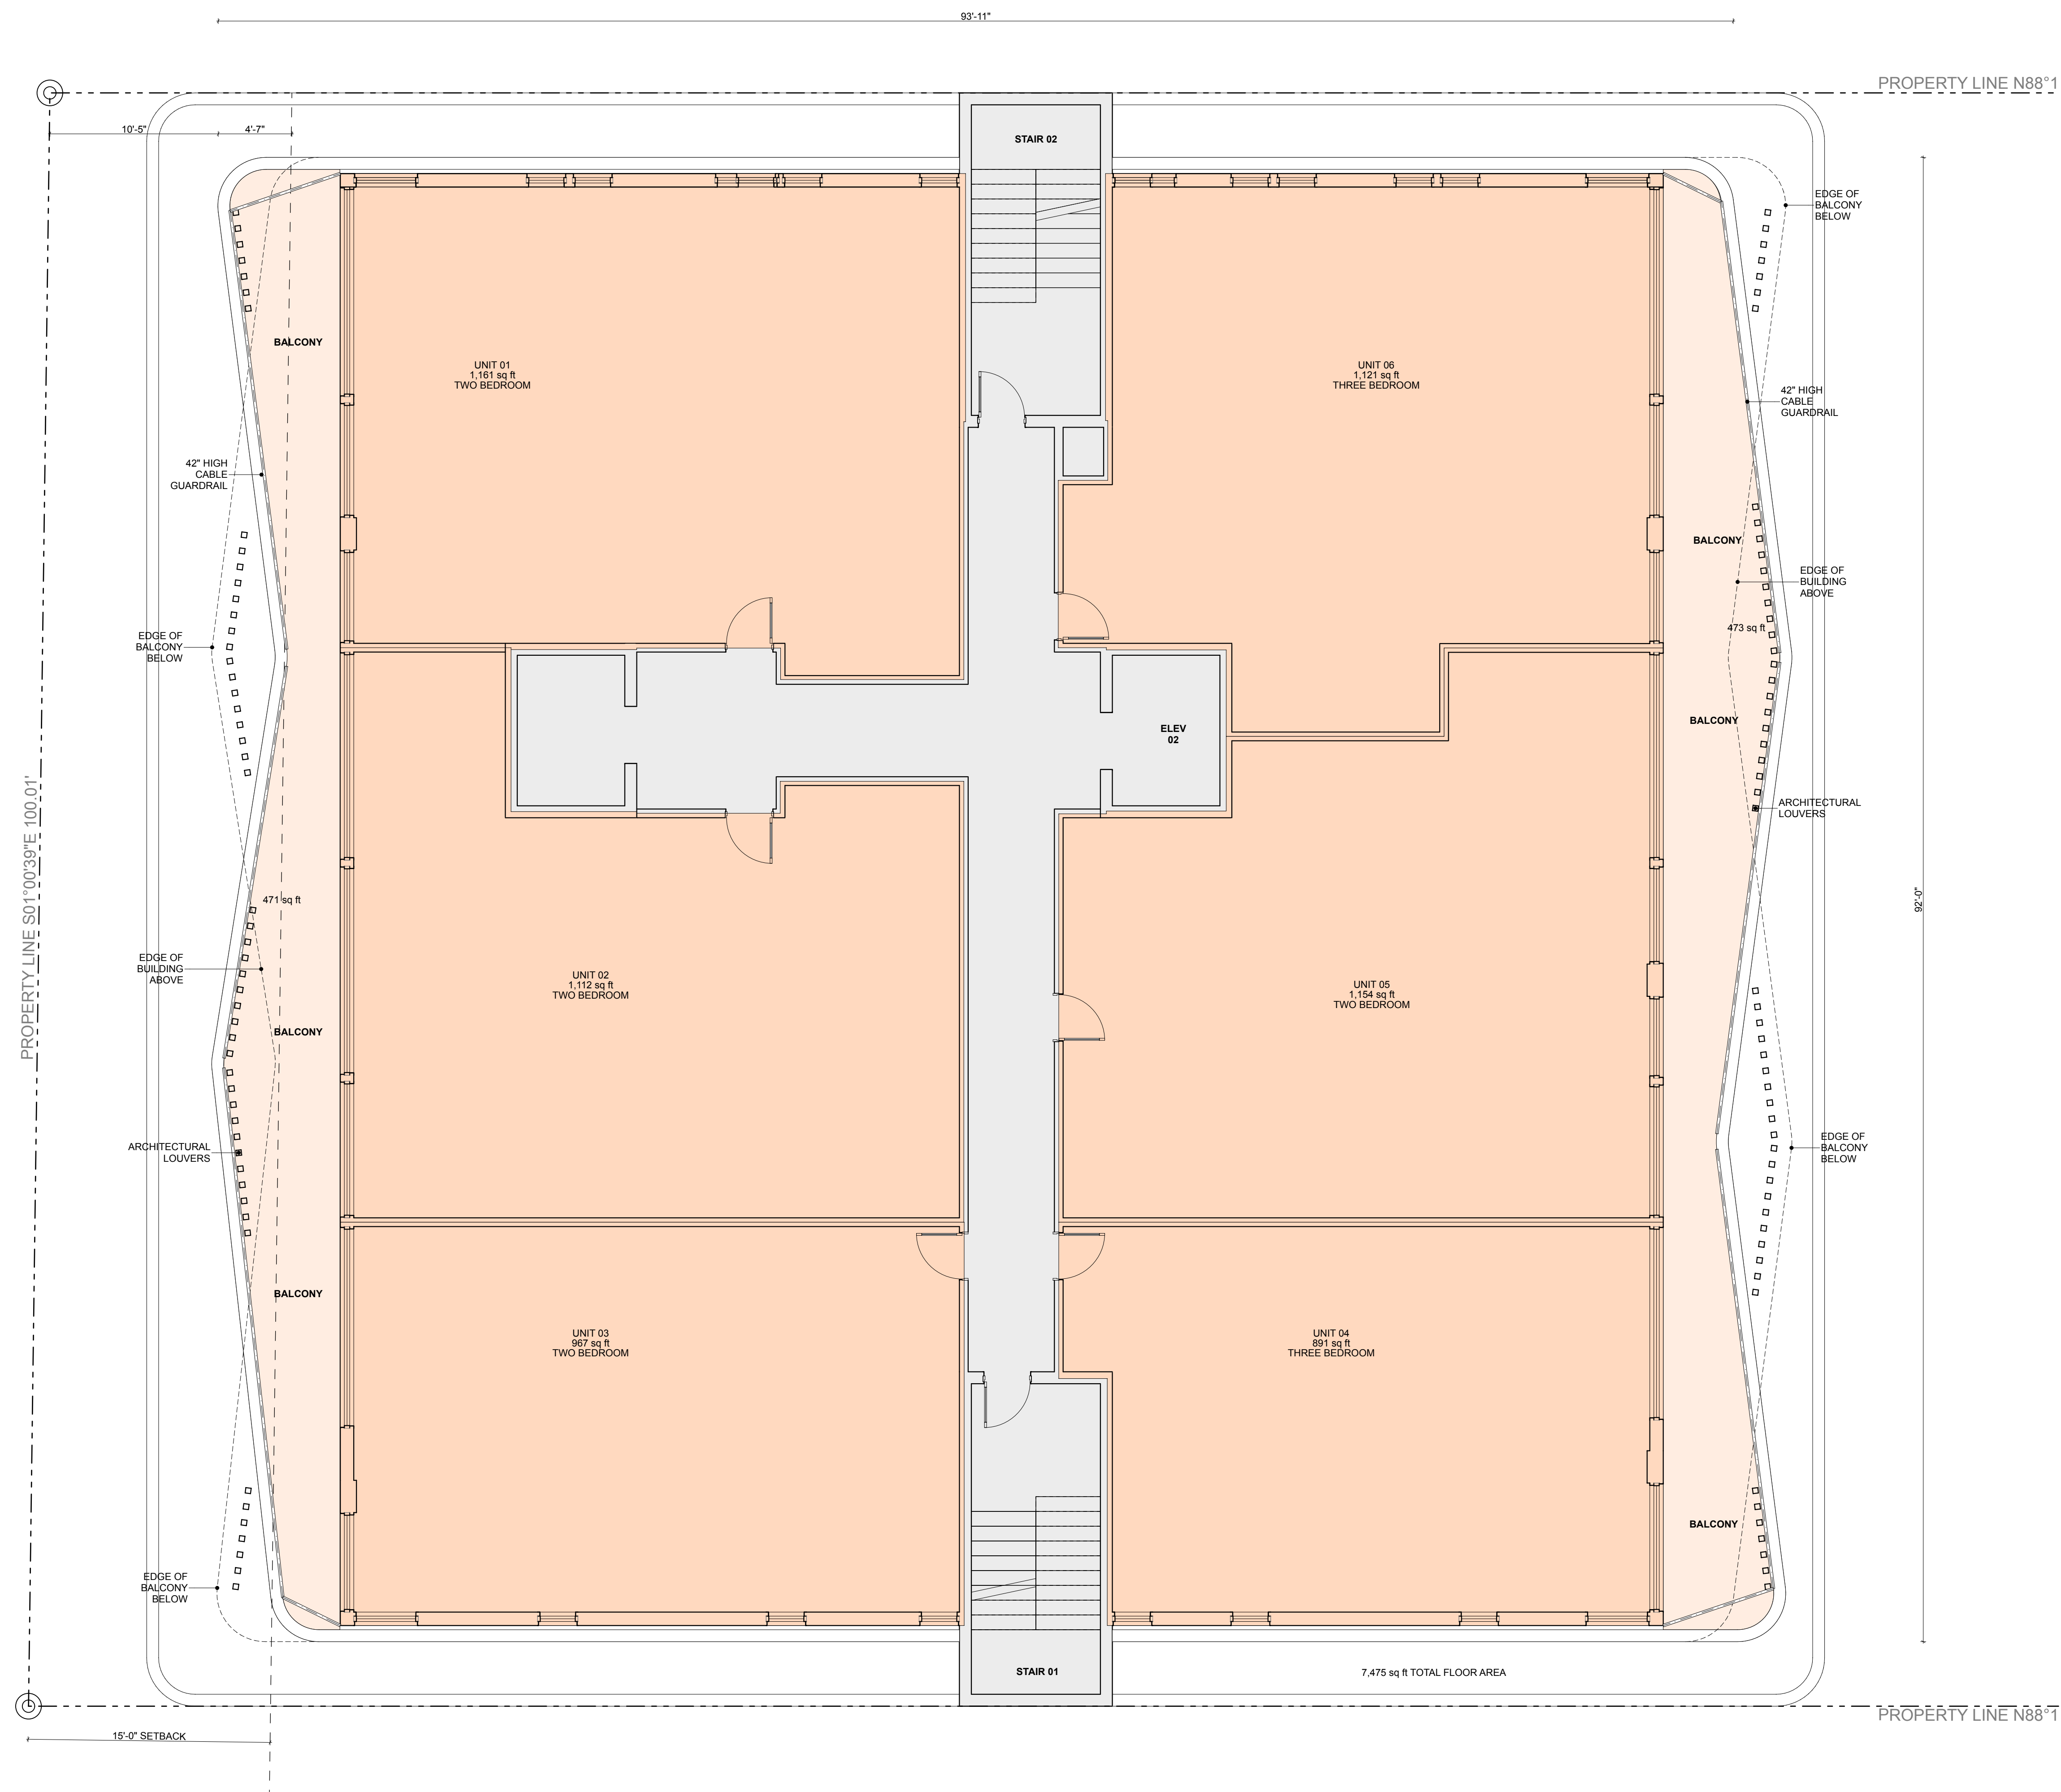 93'-11"
PROPERTY LINE N88°1
10'-5"
4'-7"
STAIR 02
EDGE OF
BALCONY
BELOW
BALCONY
UNIT 01
1,161 sq ft
TWO BEDROOM
UNIT 06
1,121 sq ft
THREE BEDROOM
42" HIGH
CABLE
GUARDRAIL
42" HIGH
CABLE
GUARDRAIL
BALCONY
EDGE OF
BUILDING
ABOVE
473 sq ft
EDGE OF
BALCONY
BELOW
BALCONY
ELEV
02
ARCHITECTURAL
LOUVERS
PROPERTY LINE S01°00'39"E 100.01'
471 sq ft
92'-0"
EDGE OF
BUILDING
ABOVE
UNIT 02
1,112 sq ft
TWO BEDROOM
UNIT 05
1,154 sq ft
TWO BEDROOM
BALCONY
ARCHITECTURAL
LOUVERS
EDGE OF
BALCONY
BELOW
BALCONY
UNIT 03
967 sq ft
TWO BEDROOM
UNIT 04
891 sq ft
THREE BEDROOM
BALCONY
EDGE OF
BALCONY
BELOW
STAIR 01
7,475 sq ft TOTAL FLOOR AREA
PROPERTY LINE N88°1
15'-0" SETBACK